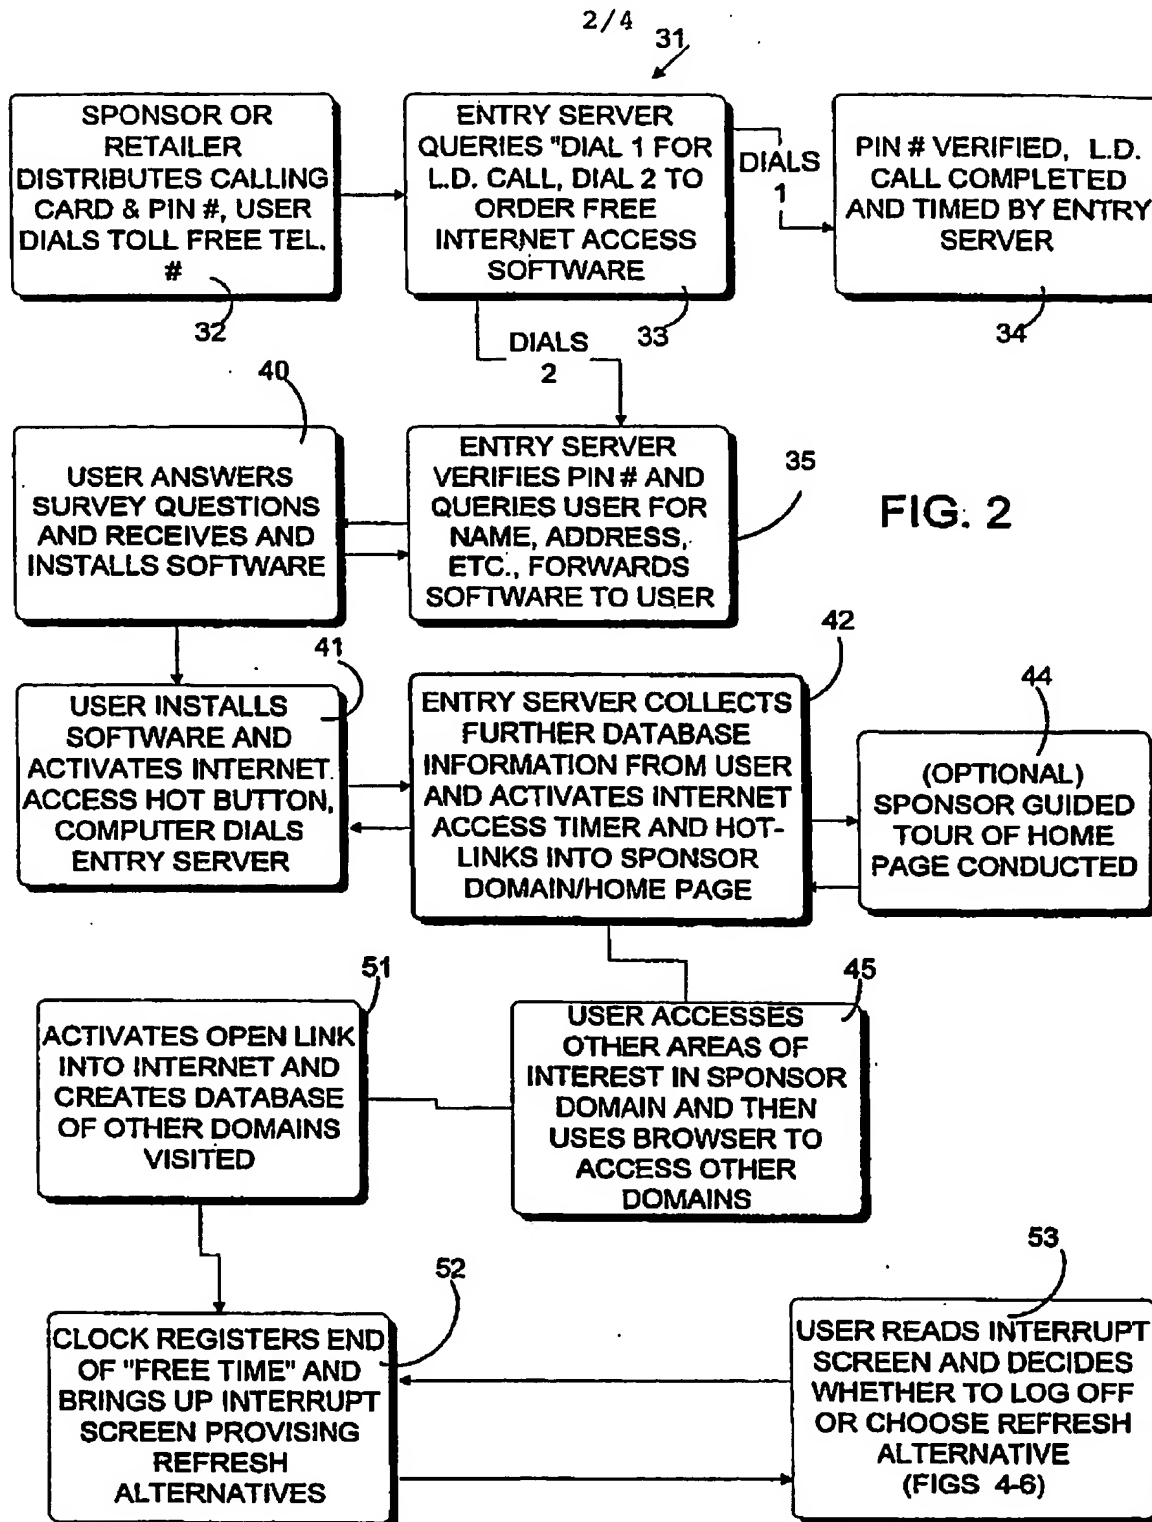 2/4
31
SPONSOR OR
RETAILER
DISTRIBUTES CALLING
CARD & PIN #, USER
DIALS TOLL FREE TEL.
#
32
ENTRY SERVER
QUERIES "DIAL 1 FOR
L.D. CALL, DIAL 2 TO
ORDER FREE
INTERNET ACCESS
SOFTWARE
33
DIALS
1
PIN # VERIFIED, L.D.
CALL COMPLETED
AND TIMED BY ENTRY
SERVER
34
DIALS
2
40
USER ANSWERS
SURVEY QUESTIONS
AND RECEIVES AND
INSTALLS SOFTWARE
ENTRY SERVER
VERIFIES PIN # AND
QUERIES USER FOR
NAME, ADDRESS,
ETC., FORWARDS
SOFTWARE TO USER
35
FIG. 2
41
USER INSTALLS
SOFTWARE AND
ACTIVATES INTERNET
ACCESS HOT BUTTON,
COMPUTER DIALS
ENTRY SERVER
42
ENTRY SERVER COLLECTS
FURTHER DATABASE
INFORMATION FROM USER
AND ACTIVATES INTERNET
ACCESS TIMER AND HOT-
LINKS INTO SPONSOR
DOMAIN/HOME PAGE
44
(OPTIONAL)
SPONSOR GUIDED
TOUR OF HOME
PAGE CONDUCTED
45
USER ACCESSES
OTHER AREAS OF
INTEREST IN SPONSOR
DOMAIN AND THEN
USES BROWSER TO
ACCESS OTHER
DOMAINS
51
ACTIVATES OPEN LINK
INTO INTERNET AND
CREATES DATABASE
OF OTHER DOMAINS
VISITED
52
CLOCK REGISTERS END
OF "FREE TIME" AND
BRINGS UP INTERRUPT
SCREEN PROVISING
REFRESH
ALTERNATIVES
53
USER READS INTERRUPT
SCREEN AND DECIDES
WHETHER TO LOG OFF
OR CHOOSE REFRESH
ALTERNATIVE
(FIGS 4-6)